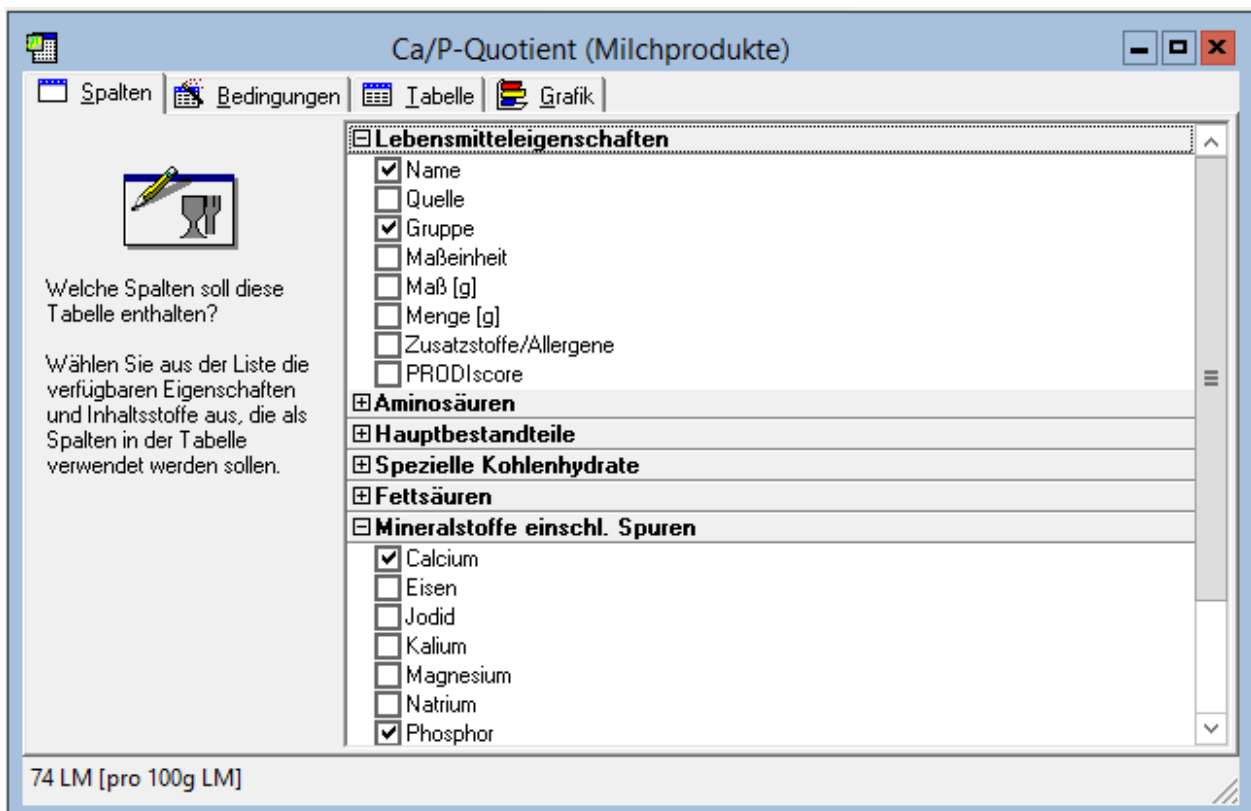 Ca/P-Quotient (Milchprodukte)
Spalten Bedingungen Tabelle Grafik
Welche Spalten soll diese
Tabelle enthalten?
Wählen Sie aus der Liste die
verfügbaren Eigenschaften
und Inhaltsstoffe aus, die als
Spalten in der Tabelle
verwendet werden sollen.
Lebensmitteleigenschaften
Name
Quelle
Gruppe
Maßeinheit
Maß [g]
Menge [g]
Zusatzstoffe/Allergene
PRODIscore
Aminosäuren
Hauptbestandteile
Spezielle Kohlenhydrate
Fettsäuren
Mineralstoffe einschl. Spuren
Calcium
Eisen
Jodid
Kalium
Magnesium
Natrium
Phosphor
74 LM [pro 100g LM]